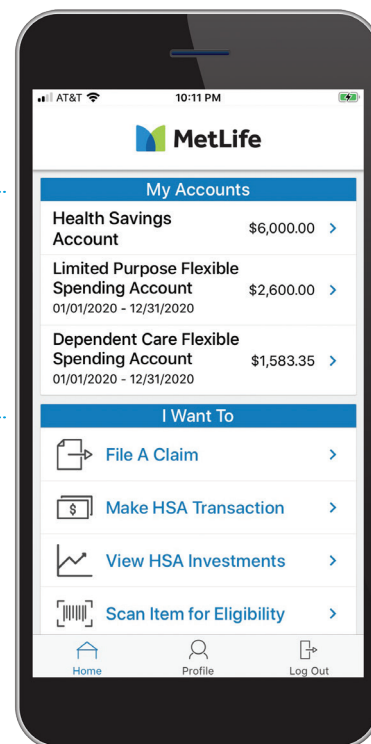 AT&T 10:11 PM
MetLife
My Accounts
Health Savings
Account $6,000.00
Limited Purpose Flexible
Spending Account $2,600.00
01/01/2020 - 12/31/2020
Dependent Care Flexible
Spending Account $1,583.35
01/01/2020 - 12/31/2020
I Want To
File A Claim
$ Make HSA Transaction
View HSA Investments
Scan Item for Eligibility
Home Profile Log Out